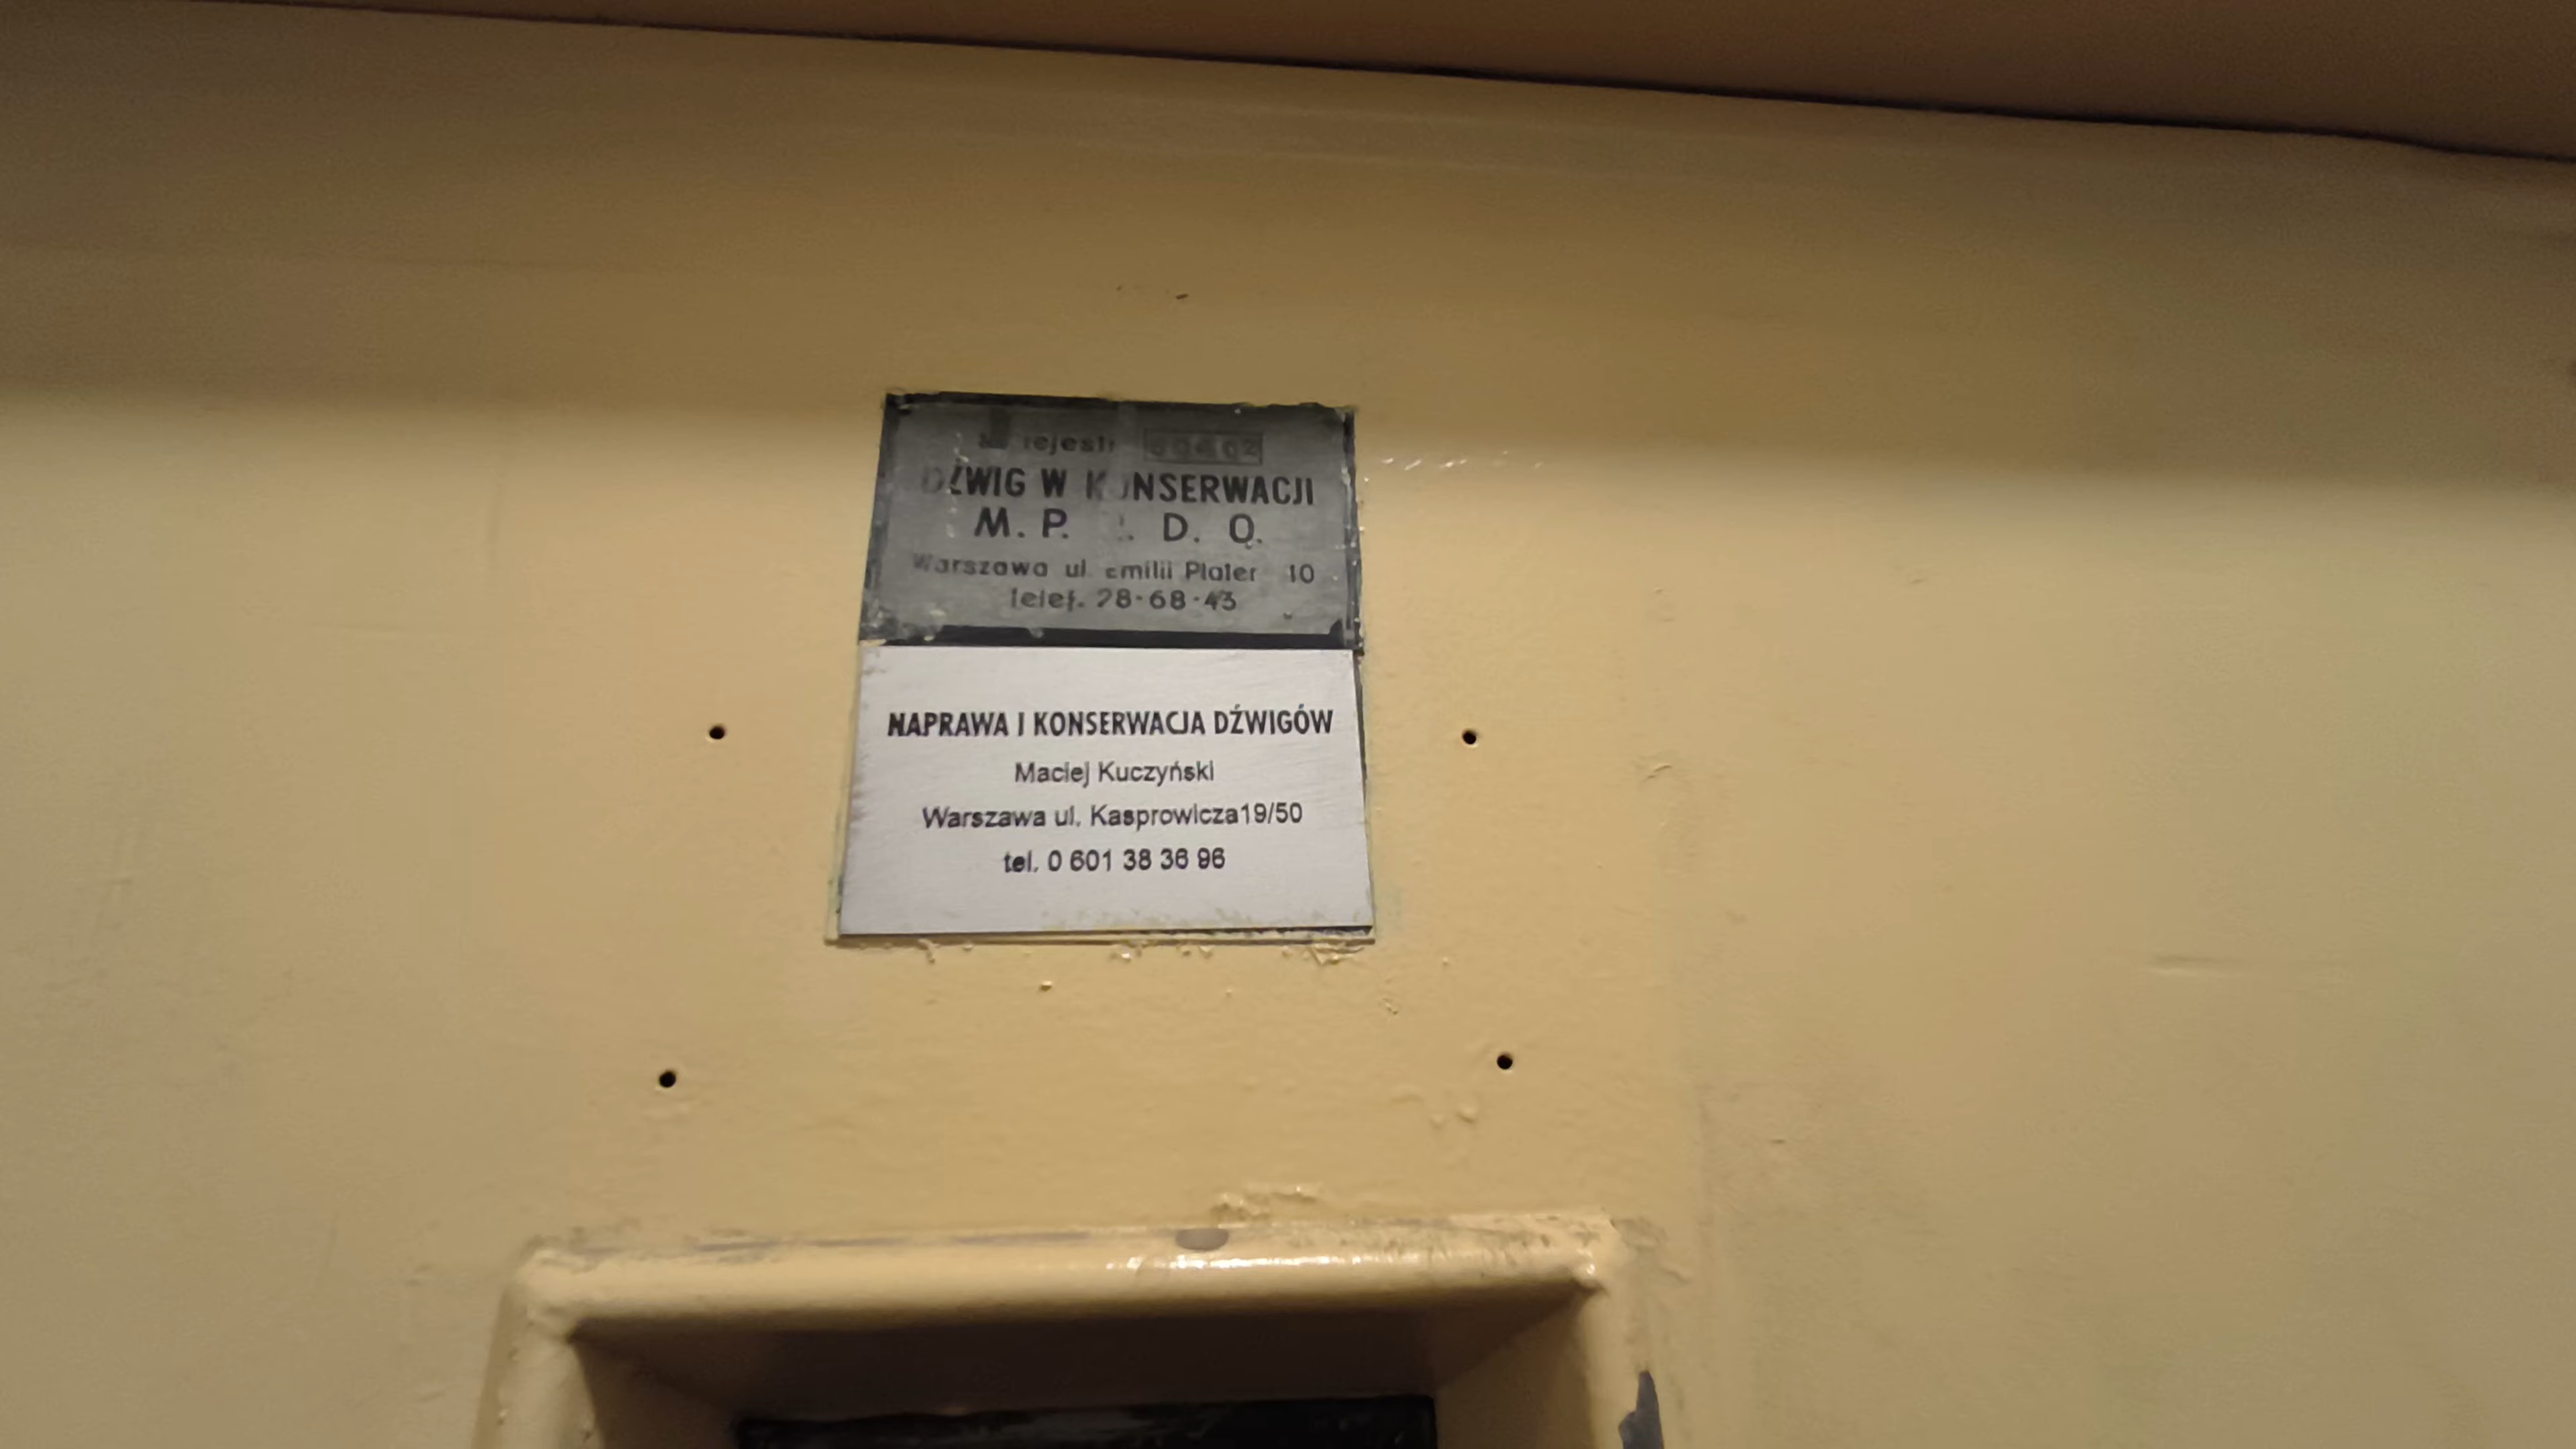 rejestr
DŹWIG W KONSERWACJI
M. P. D. Q.
Warszawa ul. Emilii Plater 10
Telef. 28-68-43
NAPRAWA I KONSERWACJA DŹWIGÓW
Maciej Kuczyński
Warszawa ul. Kasprowicza19/50
tel. 0 601 38 36 96